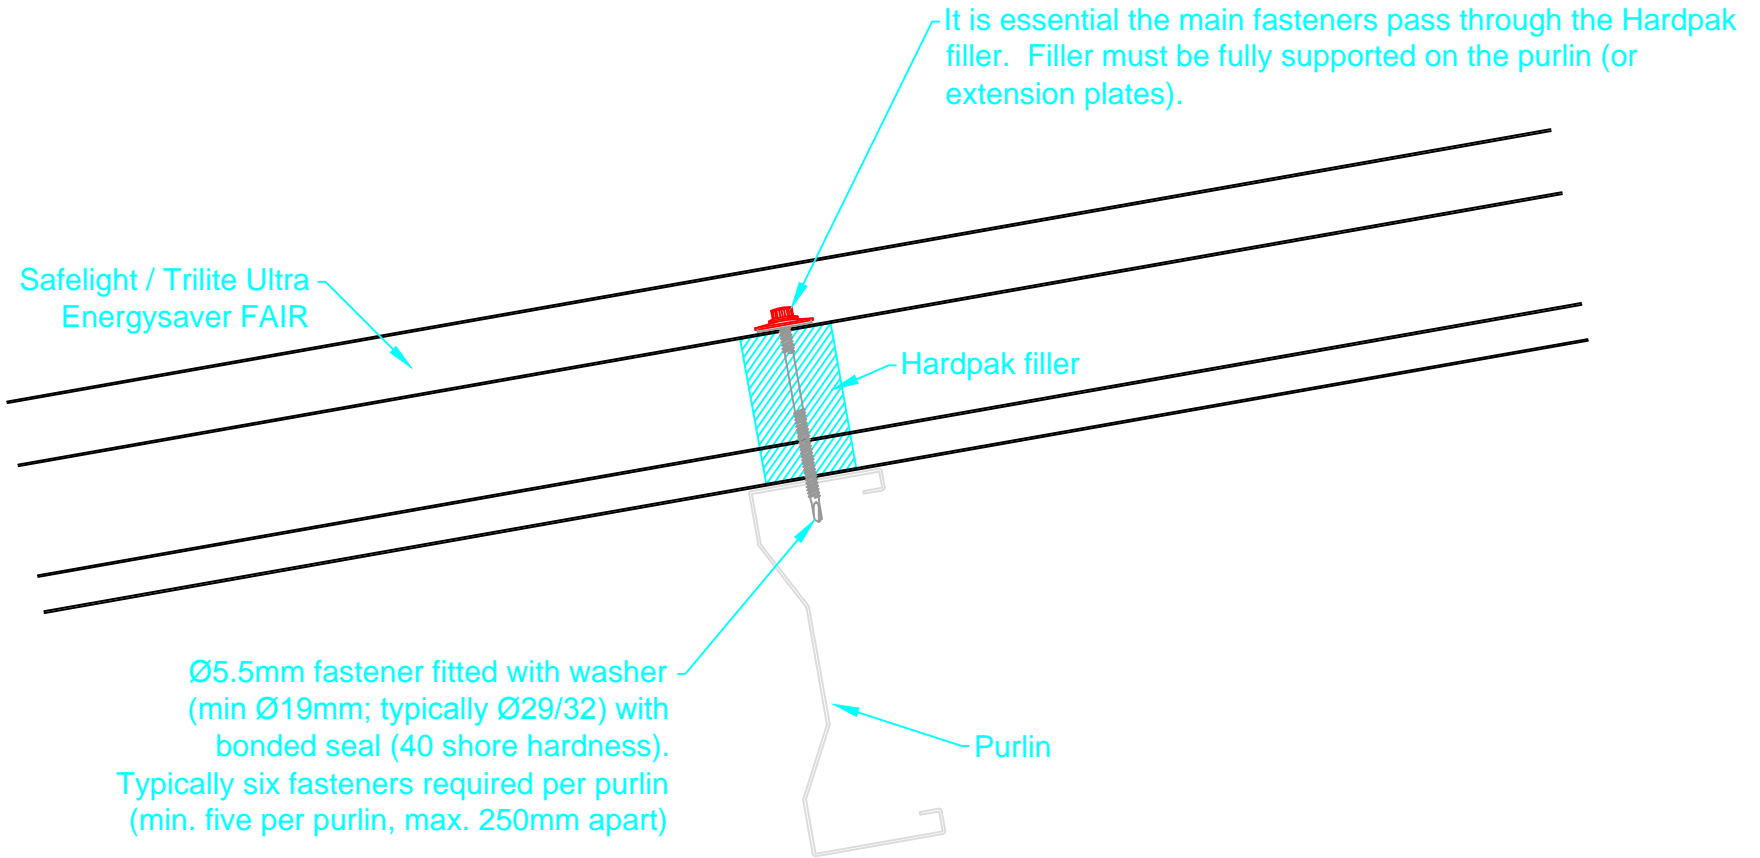 It is essential the main fasteners pass through the Hardpak
filler. Filler must be fully supported on the purlin (or
extension plates).
Safelight / Trilite Ultra
Energysaver FAIR
Hardpak filler
Ø5.5mm fastener fitted with washer
(min Ø19mm; typically Ø29/32) with
bonded seal (40 shore hardness).
Typically six fasteners required per purlin
(min. five per purlin, max. 250mm apart)
Purlin